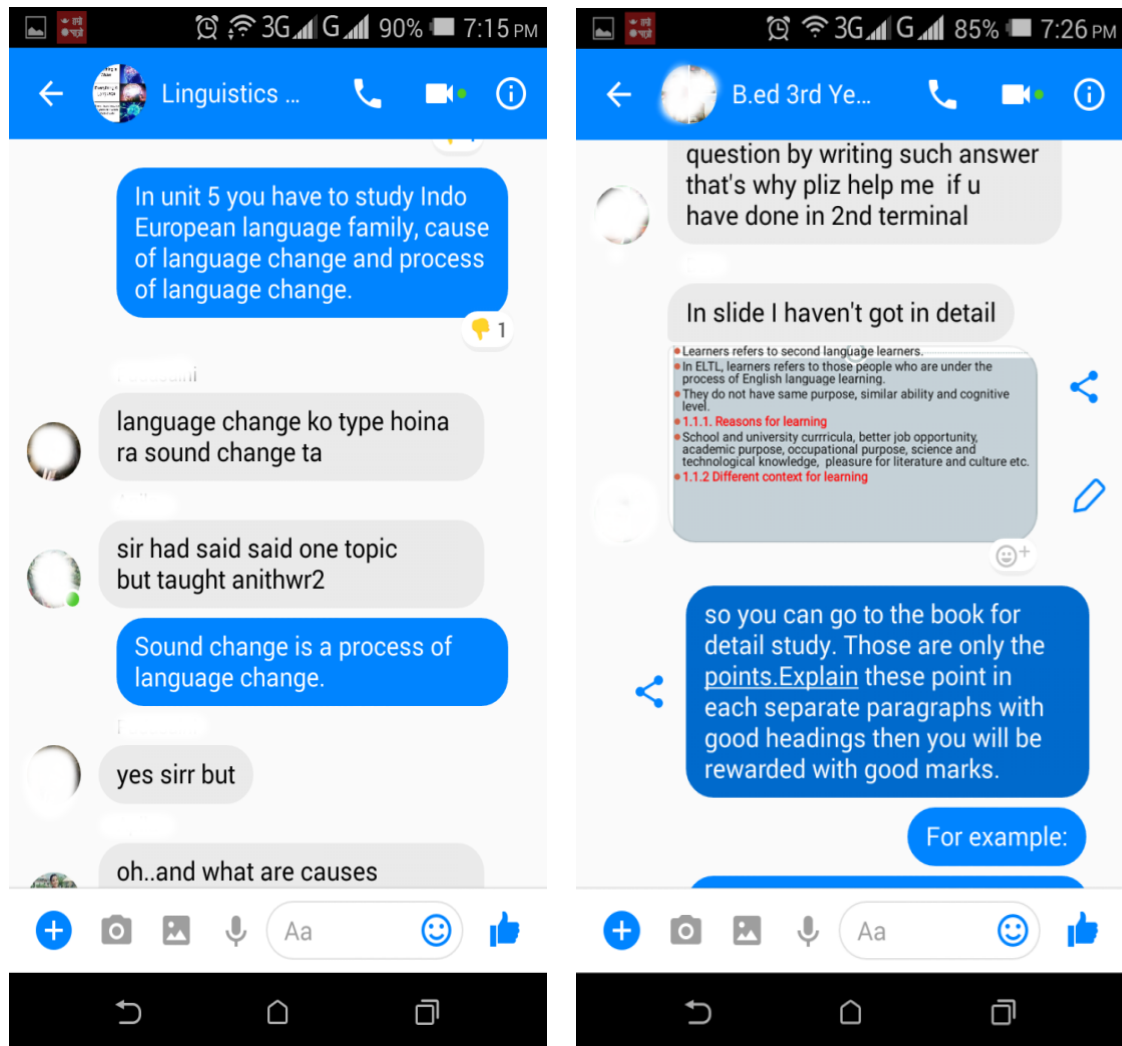 3G G 90% 7:15 PM
Linguistics ...
In unit 5 you have to study Indo
European language family, cause
of language change and process
of language change.
1
language change ko type hoina
ra sound change ta
sir had said said one topic
but taught anithwr2
Sound change is a process of
language change.
yes sirr but
oh..and what are causes
Aa
3G G 85% 7:26 PM
B.ed 3rd Ye...
question by writing such answer
that's why pliz help me if u
have done in 2nd terminal
In slide I haven't got in detail
Learners refers to second language learners.
In ELTL, learners refers to those people who are under the
process of English language learning.
They do not have same purpose, similar ability and cognitive
level.
1.1.1. Reasons for learning
School and university currricula, better job opportunity,
academic purpose, occupational purpose, science and
technological knowledge, pleasure for literature and culture etc.
1.1.2 Different context for learning
so you can go to the book for
detail study. Those are only the
points.Explain these point in
each separate paragraphs with
good headings then you will be
rewarded with good marks.
For example:
Aa